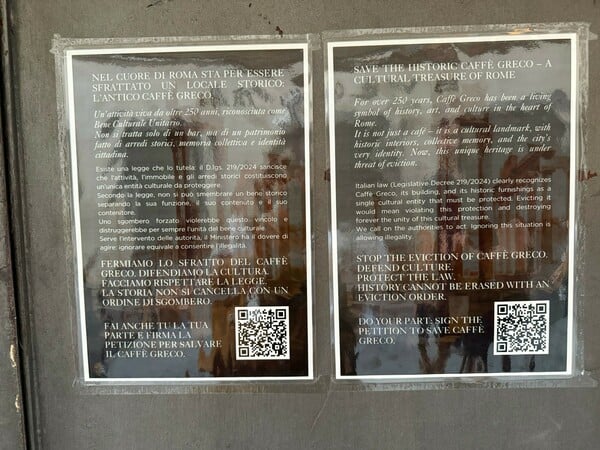 NEL CUORE DI ROMA STA PER ESSERE
SFRATTATO UN LOCALE STORICO:
L'ANTICO CAFFÈ GRECO.
Un'attività viva da oltre 250 anni, riconosciuta come
Bene Culturale Unitario.
Non si tratta solo di un bar, ma di un patrimonio
fatto di arredi storici, memoria collettiva e identità
cittadina.
Esiste una legge che lo tutela: il D.lgs. 219/2024 sancisce
che l'attività, l'immobile e gli arredi storici costituiscono
un'unica entità culturale da proteggere.
Secondo la legge, non si può smembrare un bene storico
separando la sua funzione, il suo contenuto e il suo
contenitore.
Uno sgombero forzato violerebbe questo vincolo e
distruggerebbe per sempre l'unità del bene culturale.
Serve l'intervento delle autorità, il Ministero ha il dovere di
agire: ignorare equivale a consentire l'illegalità.
FERMIAMO LO SFRATTO DEL CAFFÈ
GRECO. DIFENDIAMO LA CULTURA.
FACCIAMO RISPETTARE LA LEGGE.
LA STORIA NON SI CANCELLA CON UN
ORDINE DI SGOMBERO.
FAI ANCHE TU LA TUA
PARTE E FIRMA LA
PETIZIONE PER SALVARE
IL CAFFÈ GRECO.
SAVE THE HISTORIC CAFFÈ GRECO – A
CULTURAL TREASURE OF ROME
For over 250 years, Caffè Greco has been a living
symbol of history, art, and culture in the heart of
Rome.
It is not just a café – it is a cultural landmark, with
historic interiors, collective memory, and the city's
very identity. Now, this unique heritage is under
threat of eviction.
Italian law (Legislative Decree 219/2024) clearly recognizes
Caffè Greco, its building, and its historic furnishings as a
single cultural entity that must be protected. Evicting it
would mean violating this protection and destroying
forever the unity of this cultural treasure.
We call on the authorities to act. Ignoring this situation is
allowing illegality.
STOP THE EVICTION OF CAFFÈ GRECO.
DEFEND CULTURE.
PROTECT THE LAW.
HISTORY CANNOT BE ERASED WITH AN
EVICTION ORDER.
DO YOUR PART: SIGN THE
PETITION TO SAVE CAFFÈ
GRECO.